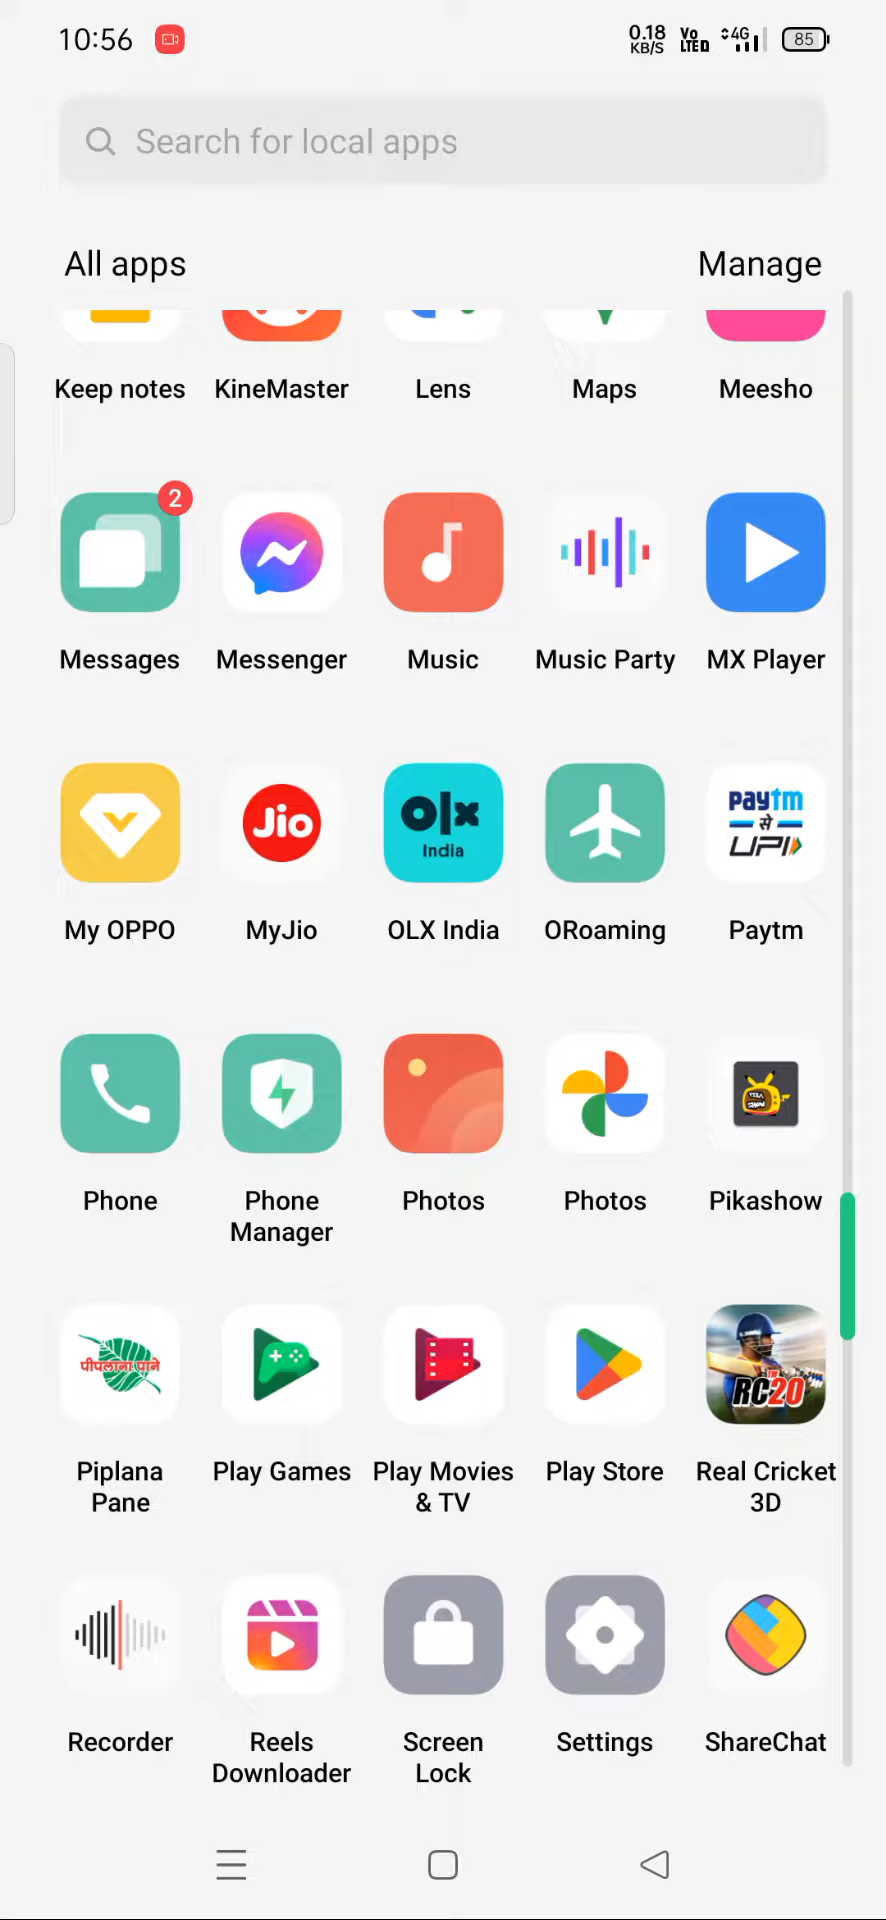 10:56
0.18 KB/S Vo LTED 4G 85
Search for local apps
All apps Manage
Keep notes KineMaster Lens Maps Meesho
2
Messages Messenger Music Music Party MX Player
Jio
olx
India
paytm
से
UPI
My OPPO MyJio OLX India ORoaming Paytm
Phone Phone Manager Photos Photos Pikashow
पीपलाना पाने
RC20
Piplana Pane Play Games Play Movies & TV Play Store Real Cricket 3D
Recorder Reels Downloader Screen Lock Settings ShareChat